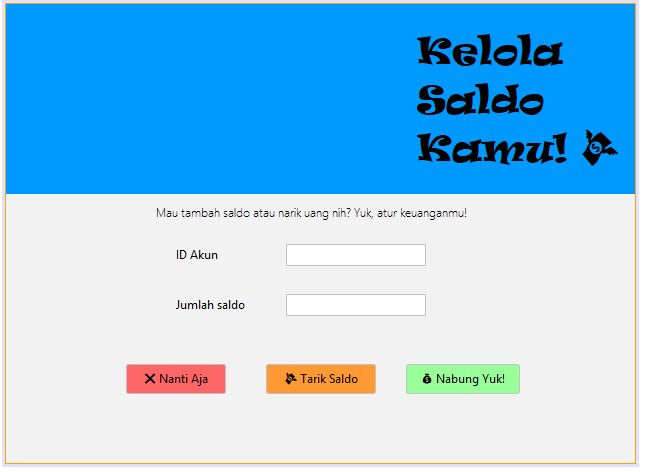 Kelola
Saldo
Kamu! 💸
Mau tambah saldo atau narik uang nih? Yuk, atur keuanganmu!
ID Akun
Jumlah saldo
❌ Nanti Aja
💸 Tarik Saldo
💰 Nabung Yuk!